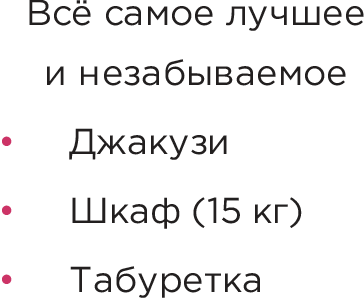 Всё самое лучшее
и незабываемое
• Джакузи
• Шкаф (15 кг)
• Табуретка